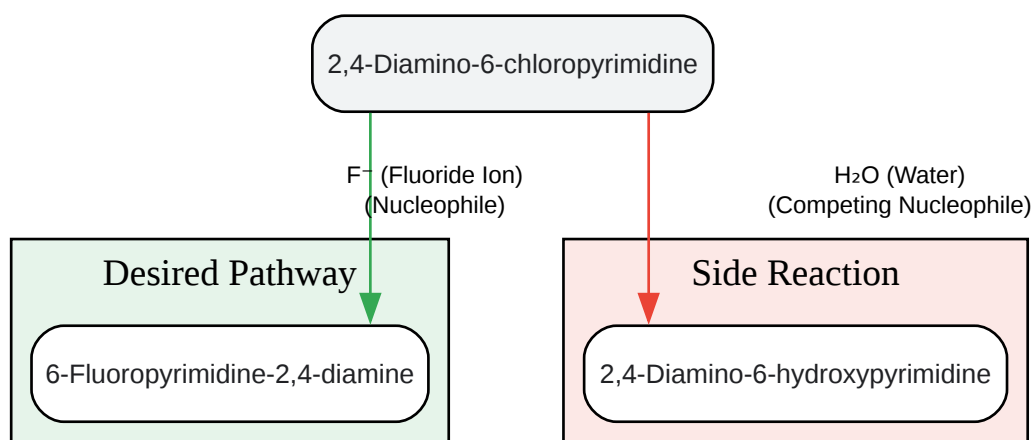 2,4-Diamino-6-chloropyrimidine
F⁻ (Fluoride Ion)
(Nucleophile)
H₂O (Water)
(Competing Nucleophile)
Desired Pathway
Side Reaction
6-Fluoropyrimidine-2,4-diamine
2,4-Diamino-6-hydroxypyrimidine